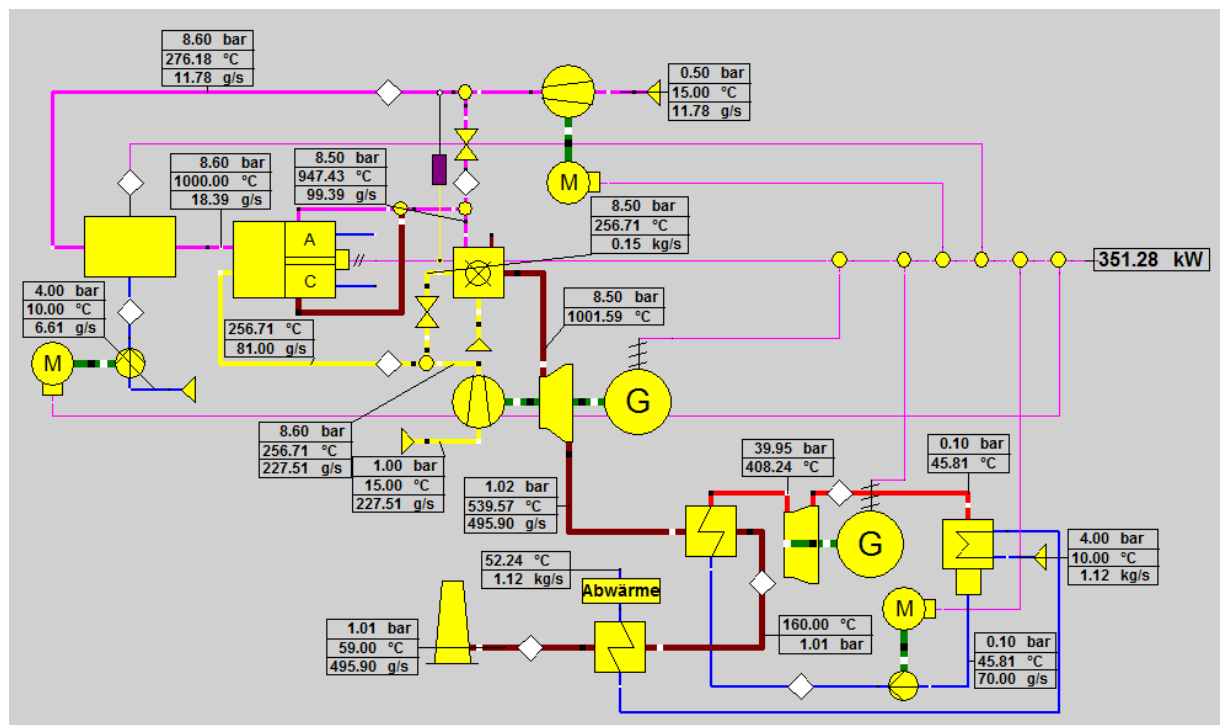 8.60 bar
276.18 °C
11.78 g/s
0.50 bar
15.00 °C
11.78 g/s
8.60 bar
1000.00 °C
18.39 g/s
8.50 bar
947.43 °C
99.39 g/s
M
8.50 bar
256.71 °C
0.15 kg/s
A
C
351.28 kW
4.00 bar
10.00 °C
6.61 g/s
8.50 bar
1001.59 °C
256.71 °C
81.00 g/s
M
G
8.60 bar
256.71 °C
227.51 g/s
1.00 bar
15.00 °C
227.51 g/s
39.95 bar
408.24 °C
0.10 bar
45.81 °C
1.02 bar
539.57 °C
495.90 g/s
G
4.00 bar
10.00 °C
1.12 kg/s
52.24 °C
1.12 kg/s
Abwärme
M
1.01 bar
59.00 °C
495.90 g/s
160.00 °C
1.01 bar
0.10 bar
45.81 °C
70.00 g/s